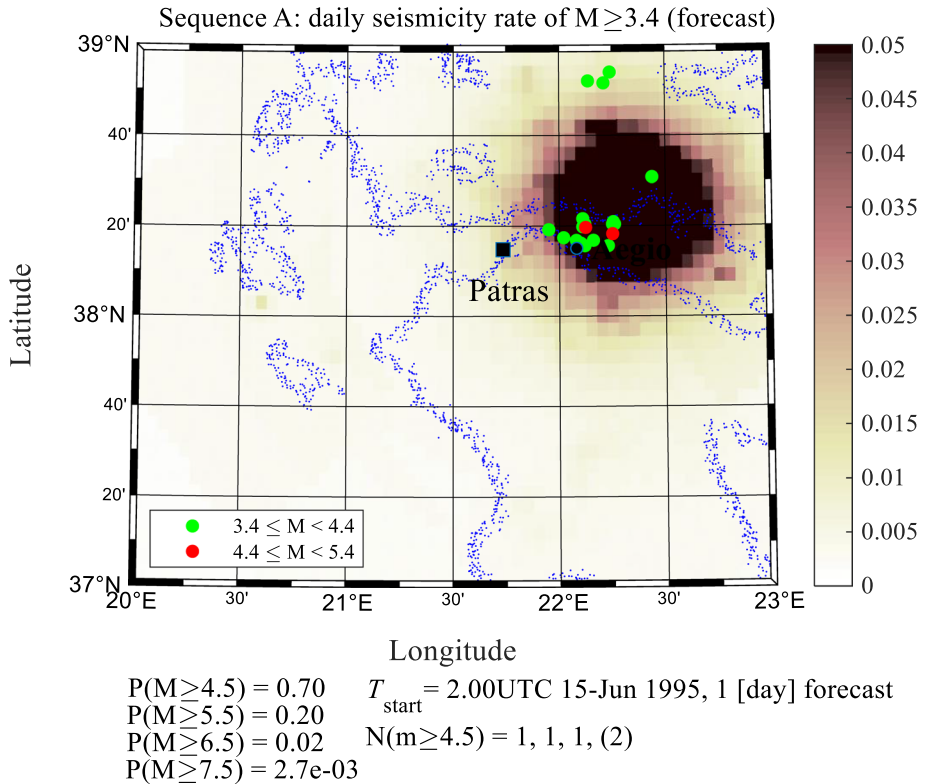 Sequence A: daily seismicity rate of M≥3.4 (forecast)
39°N
40'
20'
38°N
40'
20'
37°N
20°E
30'
21°E
30'
22°E
30'
23°E
Latitude
Longitude
Patras
Aegio
3.4 ≤ M < 4.4
4.4 ≤ M < 5.4
0.05
0.045
0.04
0.035
0.03
0.025
0.02
0.015
0.01
0.005
0
P(M≥4.5) = 0.70
P(M≥5.5) = 0.20
P(M≥6.5) = 0.02
P(M≥7.5) = 2.7e-03
T_start = 2.00UTC 15-Jun 1995, 1 [day] forecast
N(m≥4.5) = 1, 1, 1, (2)